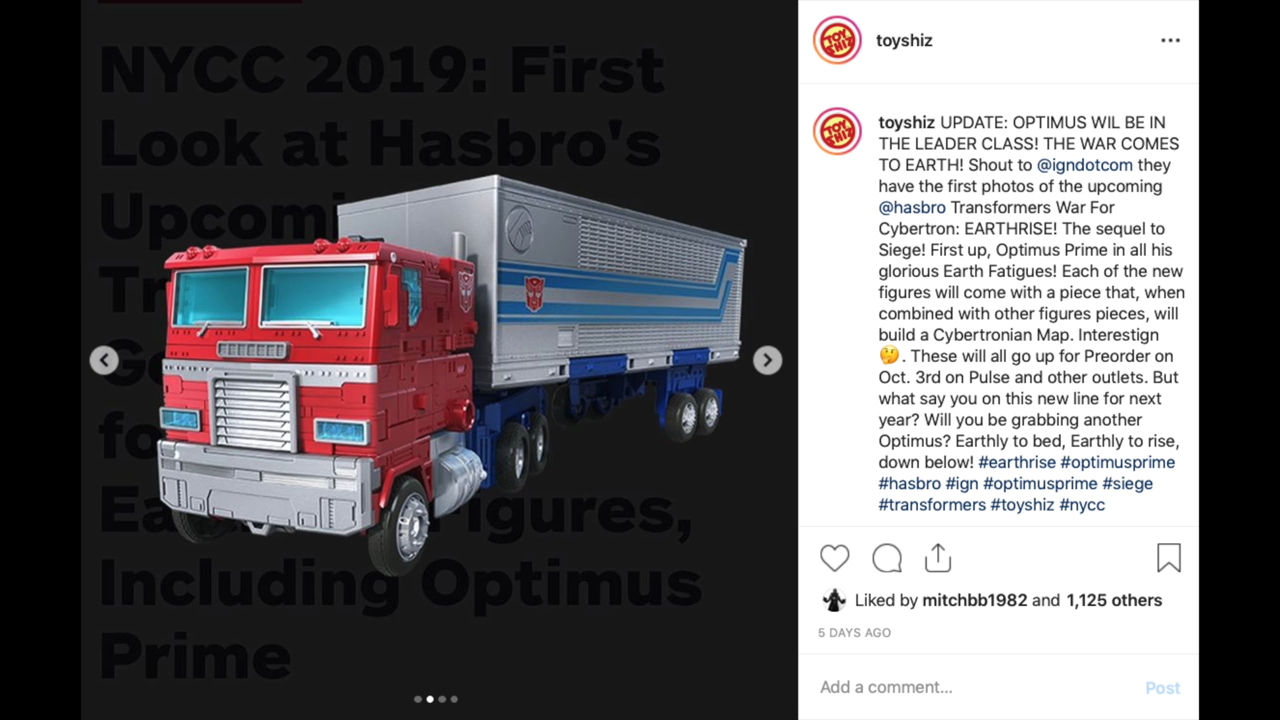 NYCC 2019: First
Look at Hasbro's
Upcomi
Tr
Ge
fo
Ea
igures,
Including Optimus
Prime
TOY
SHIZ
toyshiz
TOY
SHIZ
toyshiz UPDATE: OPTIMUS WIL BE IN
THE LEADER CLASS! THE WAR COMES
TO EARTH! Shout to @igndotcom they
have the first photos of the upcoming
@hasbro Transformers War For
Cybertron: EARTHRISE! The sequel to
Siege! First up, Optimus Prime in all his
glorious Earth Fatigues! Each of the new
figures will come with a piece that, when
combined with other figures pieces, will
build a Cybertronian Map. Interestign
🤔. These will all go up for Preorder on
Oct. 3rd on Pulse and other outlets. But
what say you on this new line for next
year? Will you be grabbing another
Optimus? Earthly to bed, Earthly to rise,
down below! #earthrise #optimusprime
#hasbro #ign #optimusprime #siege
#transformers #toyshiz #nycc
Liked by mitchbb1982 and 1,125 others
5 DAYS AGO
Add a comment... Post